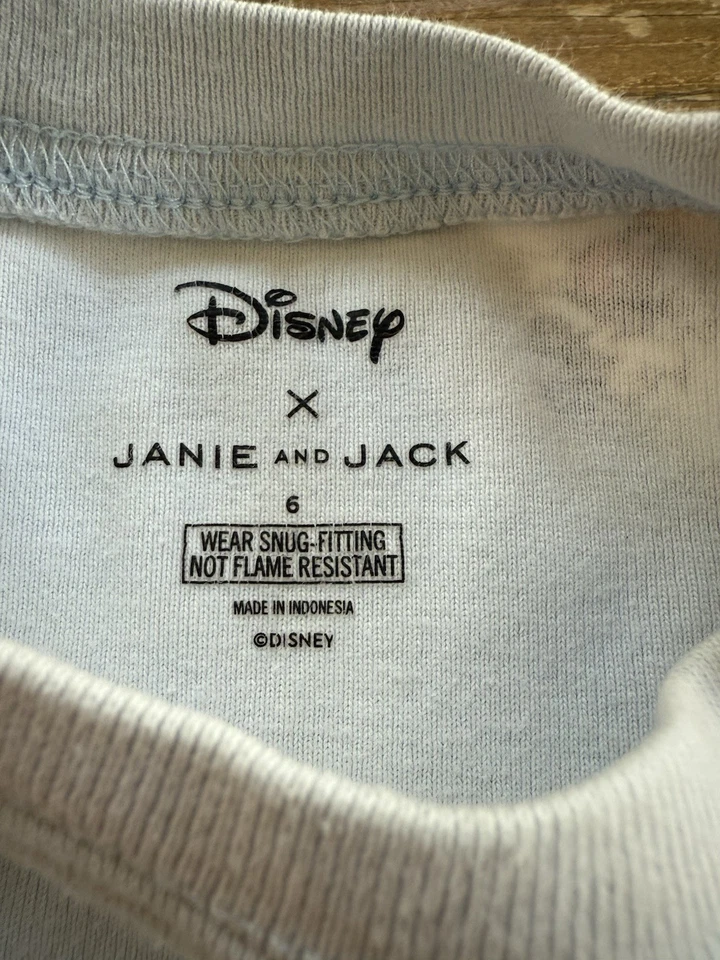 Disney
X
JANIE AND JACK
6
WEAR SNUG-FITTING
NOT FLAME RESISTANT
MADE IN INDONESIA
©DISNEY